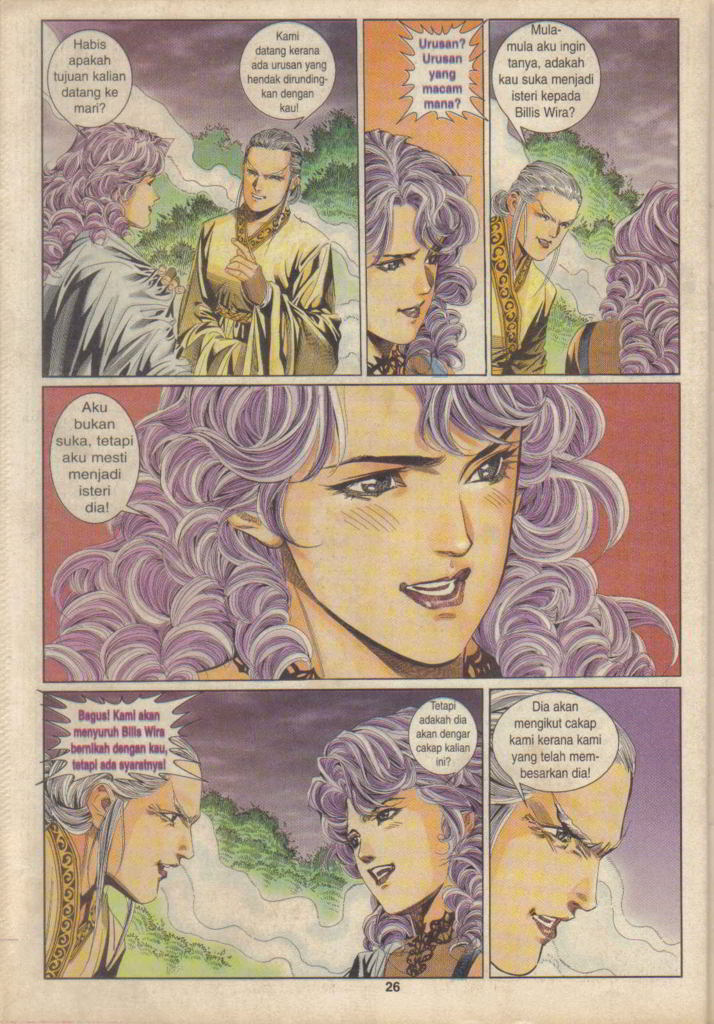 Habis
apakah
tujuan kalian
datang ke
mari?
Kami
datang kerana
ada urusan yang
hendak dirunding-
kan dengan
kau!
Urusan?
Urusan
yang
macam
mana?
Mula-
mula aku ingin
tanya, adakah
kau suka menjadi
isteri kepada
Billis Wira?
Aku
bukan
suka, tetapi
aku mesti
menjadi
isteri
dia!
Bagus! Kami akan
menyuruh Billis Wira
bernikah dengan kau,
tetapi ada syaratnya!
Tetapi
adakah dia
akan dengar
cakap kalian
ini?
Dia akan
mengikut cakap
kami kerana kami
yang telah mem-
besarkan dia!
26